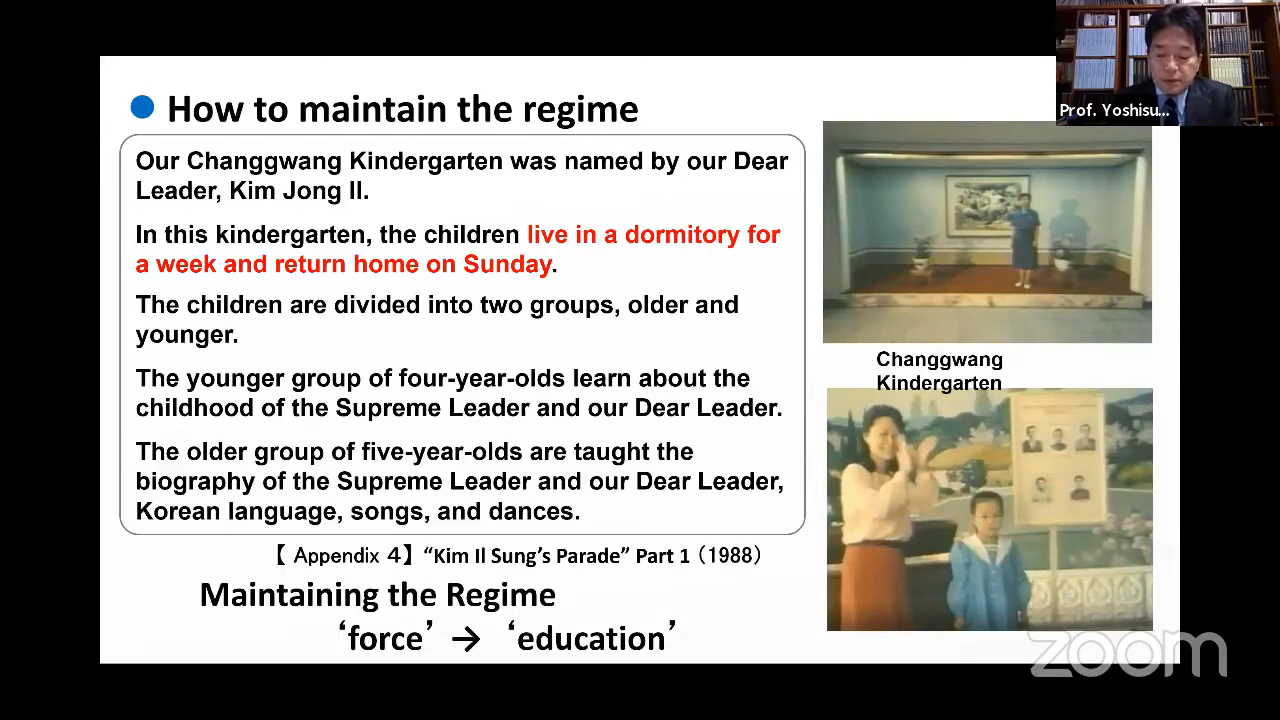 How to maintain the regime
Our Changgwang Kindergarten was named by our Dear
Leader, Kim Jong Il.
In this kindergarten, the children live in a dormitory for
a week and return home on Sunday.
The children are divided into two groups, older and
younger.
The younger group of four-year-olds learn about the
childhood of the Supreme Leader and our Dear Leader.
The older group of five-year-olds are taught the
biography of the Supreme Leader and our Dear Leader,
Korean language, songs, and dances.
【 Appendix 4】 “Kim Il Sung’s Parade” Part 1（1988）
Maintaining the Regime
‘force’ → ‘education’
Changgwang
Kindergarten
Prof. Yoshisu...
zoom